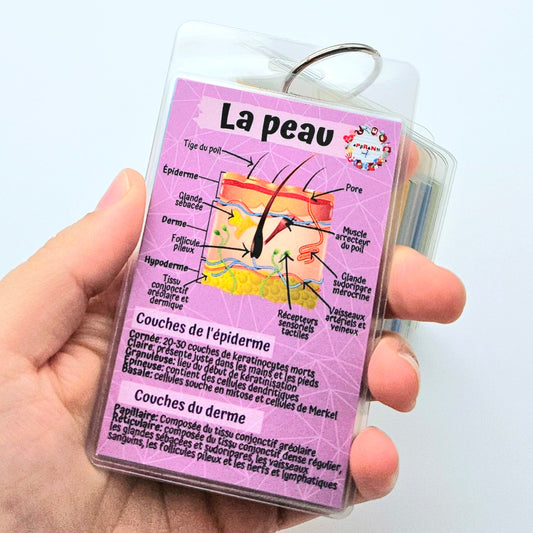 La peau
APPRANN
Tige du poil
Épiderme
Pore
Glande
sébacée
Derme
Muscle
arrecteur
du poil
Follicule
pileux
Hypoderme
Glande
sudoripare
mérocrine
Tissu
conjonctif
aréolaire et
dermique
Récepteurs
sensoriels
tactiles
Vaisseaux
artériels et
veineux
Couches de l'épiderme
Cornée: 20-30 couches de keratinocytes morts
Claire: présente juste dans les mains et les pieds
Granuleuse: lieu du début de kératinisation
Épineuse: contient des cellules dendritiques
Basale: cellules souche en mitose et cellules de Merkel
Couches du derme
Papillaire: Composée du tissu conjonctif aréolaire
Réticulaire: composée du tissu conjonctif dense régulier,
les glandes sébacées et sudoripares, les vaisseaux
sanguins, les follicules pileux et les nerfs et lymphatiques